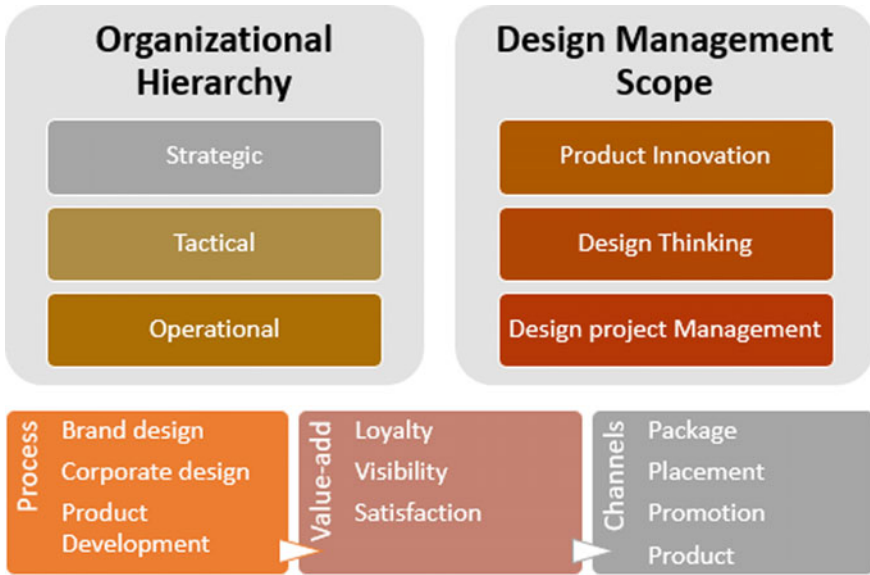 Organizational
Hierarchy
Strategic
Tactical
Operational
Design Management
Scope
Product Innovation
Design Thinking
Design project Management
Process
Brand design
Corporate design
Product
Development
Value-add
Loyalty
Visibility
Satisfaction
Channels
Package
Placement
Promotion
Product